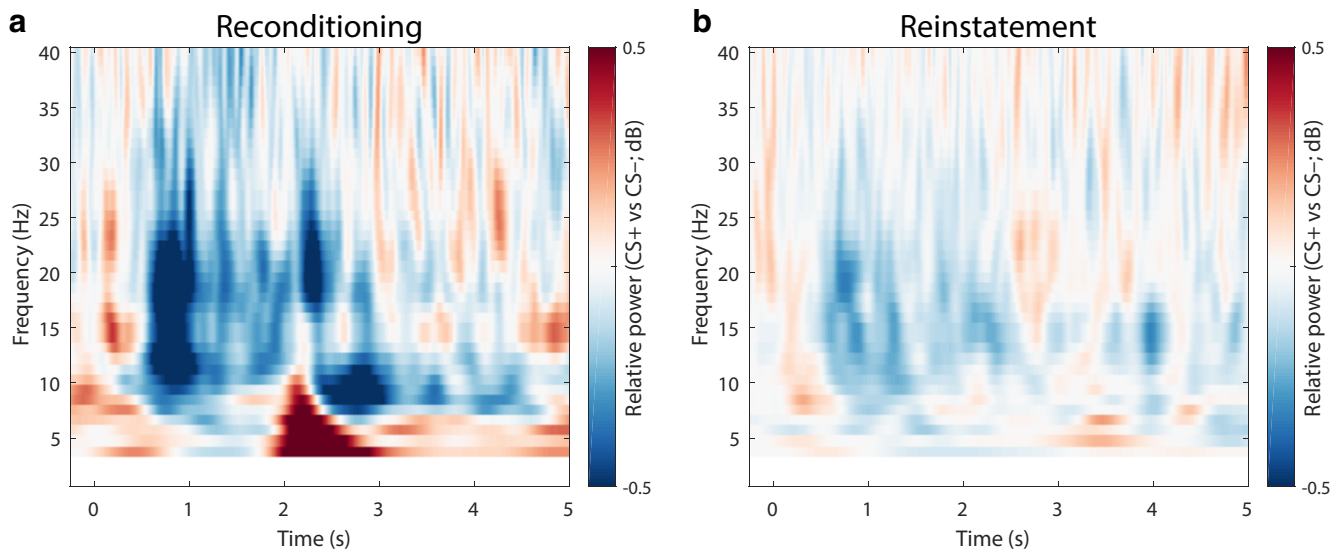 a
Reconditioning
40
35
30
25
20
15
10
5
Frequency (Hz)
0 1 2 3 4 5
Time (s)
0.5
-0.5
Relative power (CS+ vs CS–; dB)
b
Reinstatement
40
35
30
25
20
15
10
5
Frequency (Hz)
0 1 2 3 4 5
Time (s)
0.5
-0.5
Relative power (CS+ vs CS–; dB)